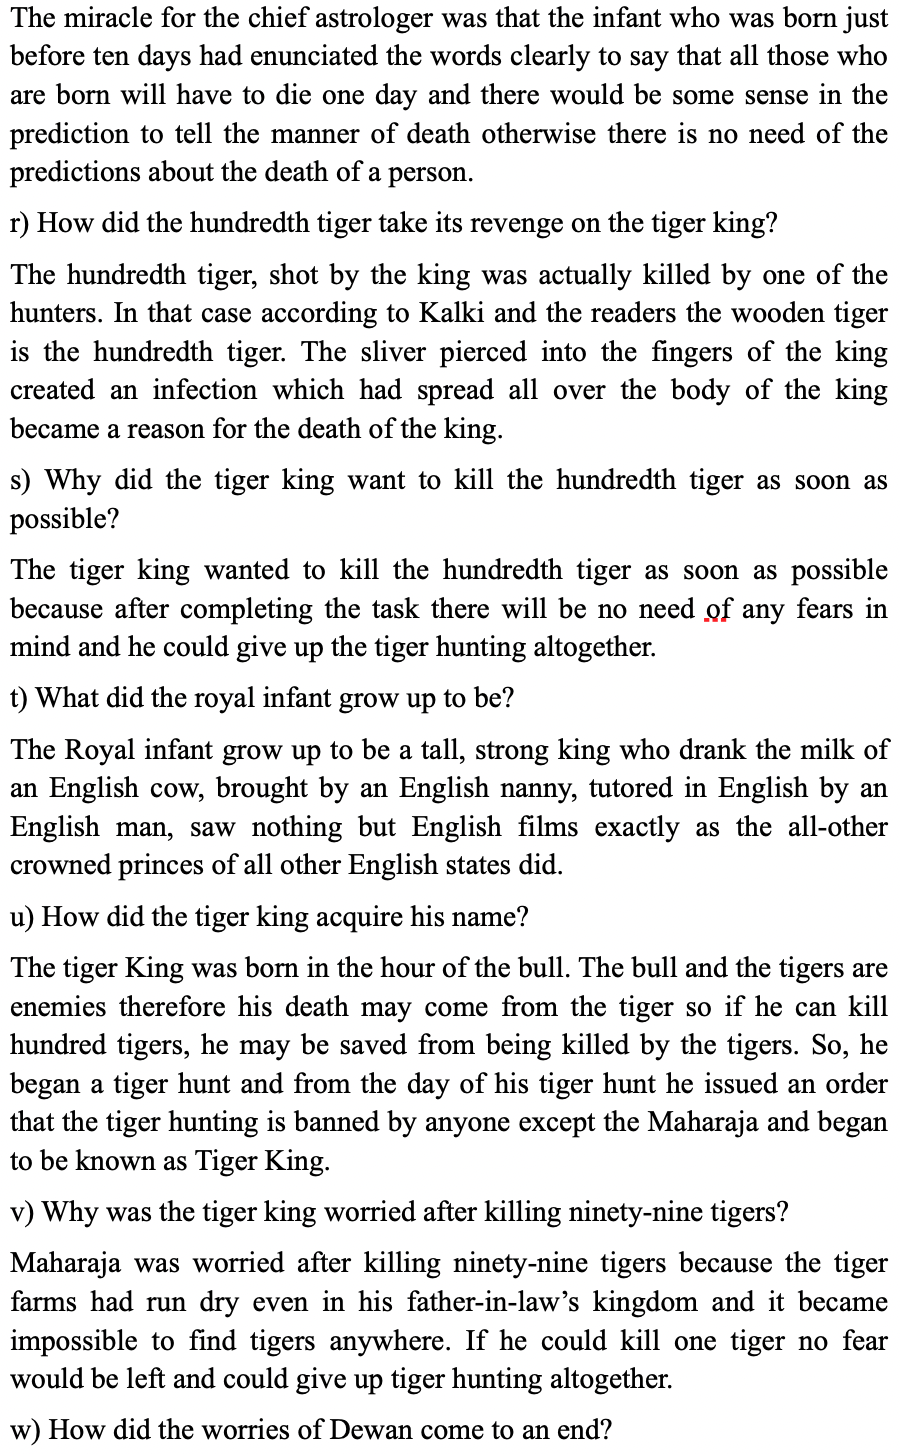 The miracle for the chief astrologer was that the infant who was born just
before ten days had enunciated the words clearly to say that all those who
are born will have to die one day and there would be some sense in the
prediction to tell the manner of death otherwise there is no need of the
predictions about the death of a person.
r) How did the hundredth tiger take its revenge on the tiger king?
The hundredth tiger, shot by the king was actually killed by one of the
hunters. In that case according to Kalki and the readers the wooden tiger
is the hundredth tiger. The sliver pierced into the fingers of the king
created an infection which had spread all over the body of the king
became a reason for the death of the king.
s) Why did the tiger king want to kill the hundredth tiger as soon as
possible?
The tiger king wanted to kill the hundredth tiger as soon as possible
because after completing the task there will be no need of any fears in
mind and he could give up the tiger hunting altogether.
t) What did the royal infant grow up to be?
The Royal infant grow up to be a tall, strong king who drank the milk of
an English cow, brought by an English nanny, tutored in English by an
English man, saw nothing but English films exactly as the all-other
crowned princes of all other English states did.
u) How did the tiger king acquire his name?
The tiger King was born in the hour of the bull. The bull and the tigers are
enemies therefore his death may come from the tiger so if he can kill
hundred tigers, he may be saved from being killed by the tigers. So, he
began a tiger hunt and from the day of his tiger hunt he issued an order
that the tiger hunting is banned by anyone except the Maharaja and began
to be known as Tiger King.
v) Why was the tiger king worried after killing ninety-nine tigers?
Maharaja was worried after killing ninety-nine tigers because the tiger
farms had run dry even in his father-in-law's kingdom and it became
impossible to find tigers anywhere. If he could kill one tiger no fear
would be left and could give up tiger hunting altogether.
w) How did the worries of Dewan come to an end?